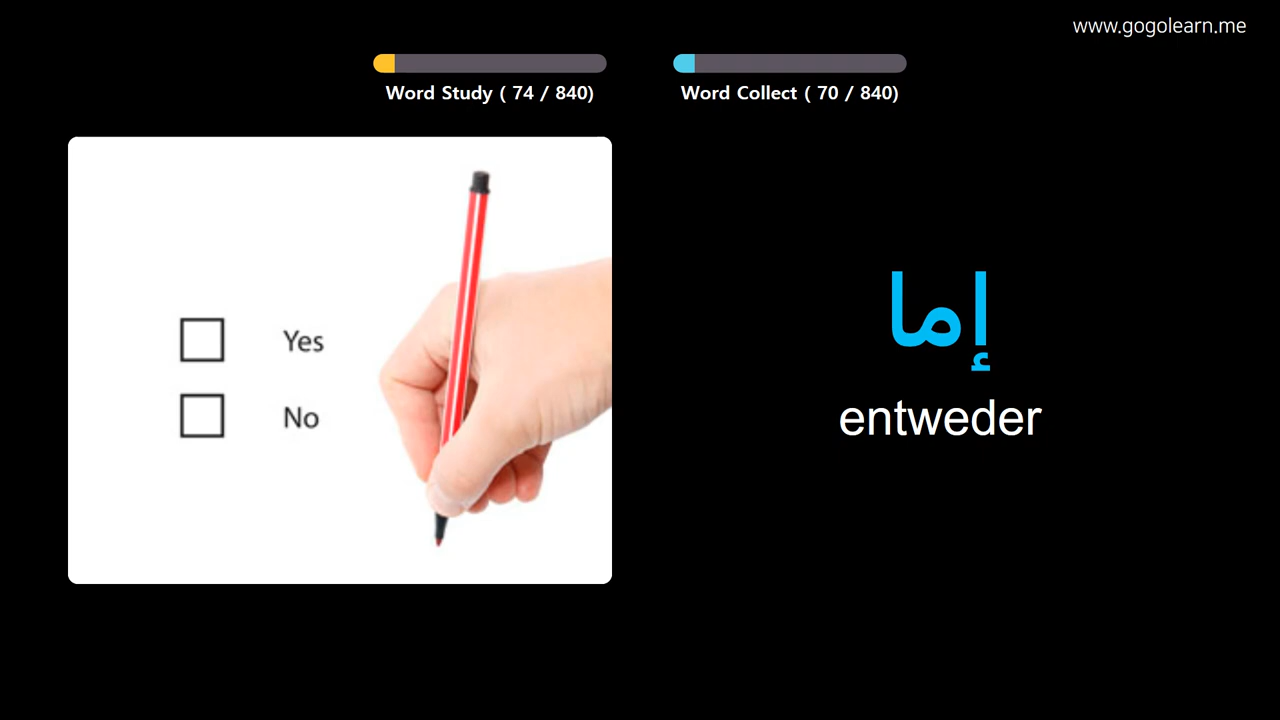 www.gogolearn.me
Word Study ( 74 / 840)
Word Collect ( 70 / 840)
Yes
No
إما
entweder